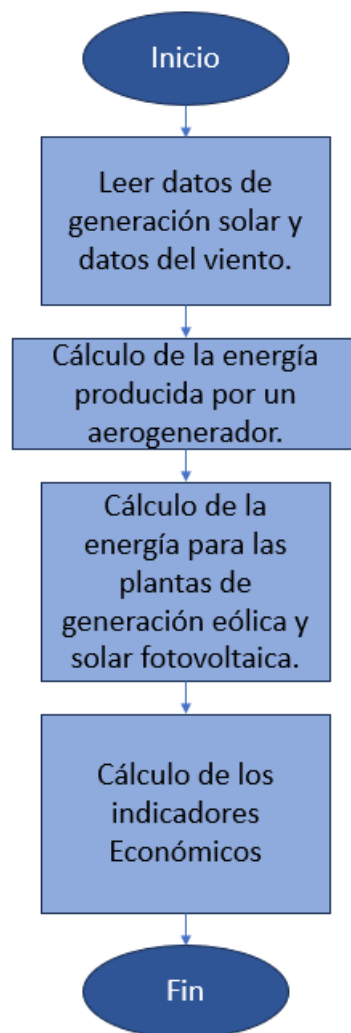 Inicio
Leer datos de
generación solar y
datos del viento.
Cálculo de la energía
producida por un
aerogenerador.
Cálculo de la
energía para las
plantas de
generación eólica y
solar fotovoltaica.
Cálculo de los
indicadores
Económicos
Fin